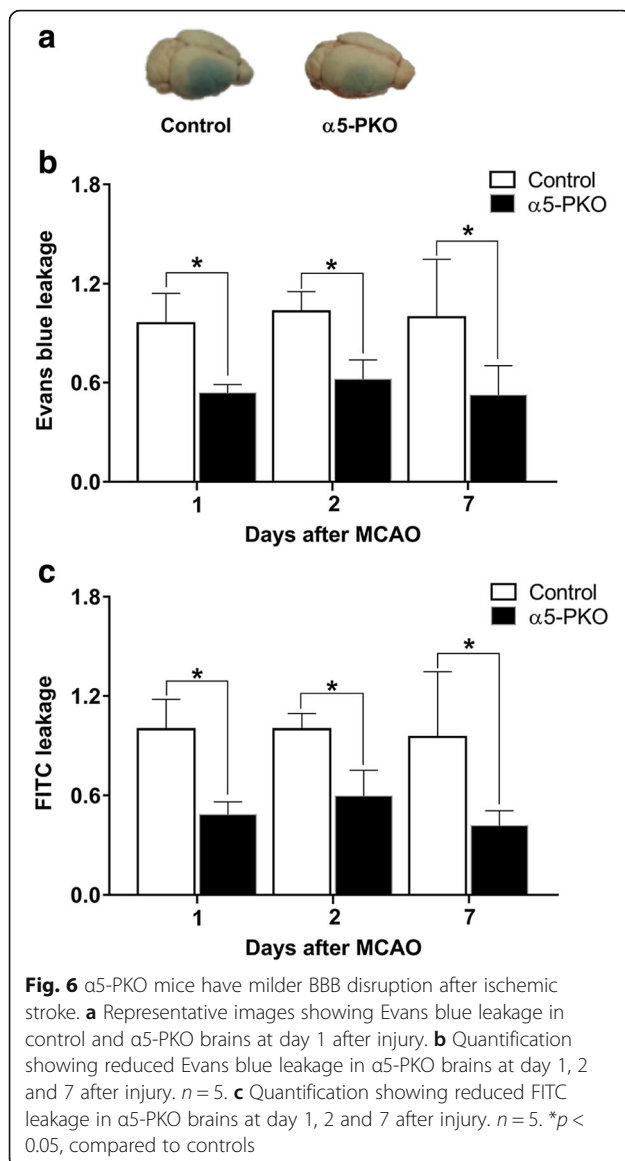 a
Control α5-PKO
b
Control
α5-PKO
1.8
1.2
0.6
0.0
Evans blue leakage
* * *
1 2 7
Days after MCAO
c
Control
α5-PKO
1.8
1.2
0.6
0.0
FITC leakage
* * *
1 2 7
Days after MCAO
Fig. 6 α5-PKO mice have milder BBB disruption after ischemic
stroke. a Representative images showing Evans blue leakage in
control and α5-PKO brains at day 1 after injury. b Quantification
showing reduced Evans blue leakage in α5-PKO brains at day 1, 2
and 7 after injury. n = 5. c Quantification showing reduced FITC
leakage in α5-PKO brains at day 1, 2 and 7 after injury. n = 5. *p <
0.05, compared to controls